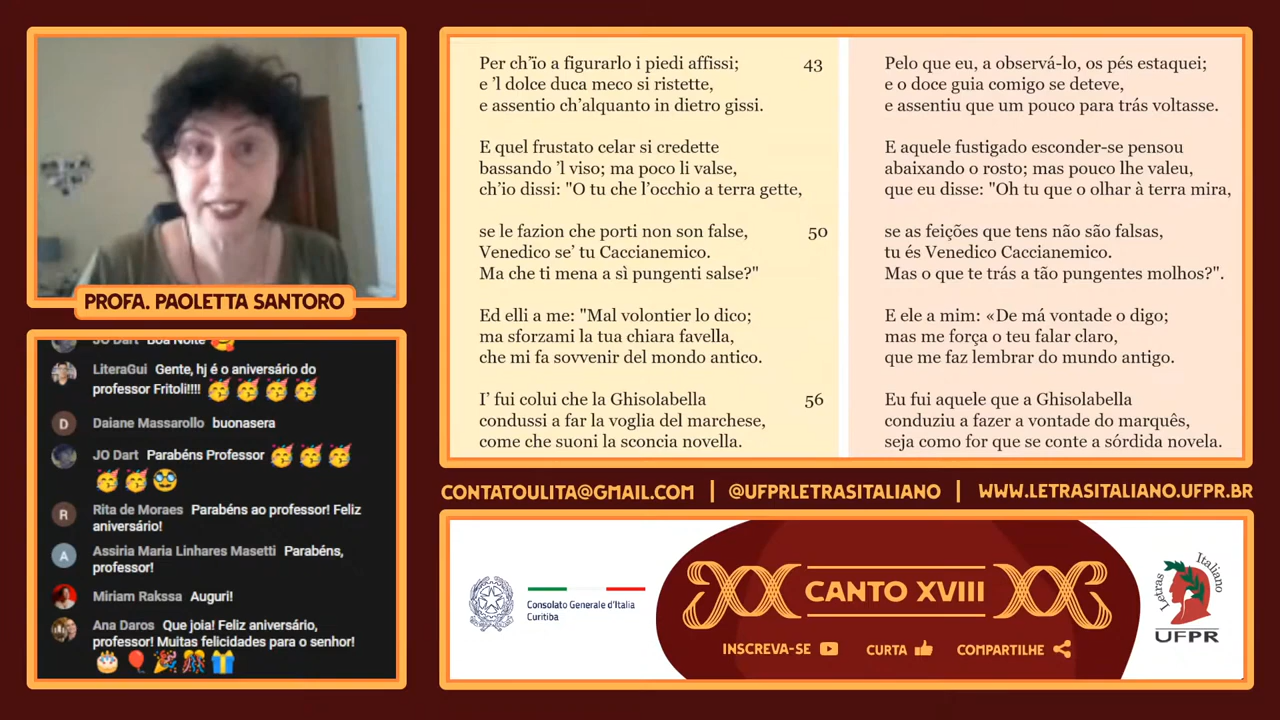 PROFA. PAOLETTA SANTORO
JO Dart Boa Noite 🥰
LiteraGui Gente, hj é o aniversário do
professor Fritoli!!!! 🥳 🥳 🥳 🥳
D
Daiane Massarollo buonasera
JO Dart Parabéns Professor 🥳 🥳 🥳
🥳 🥳 🥸
R
Rita de Moraes Parabéns ao professor! Feliz
aniversário!
A
Assiria Maria Linhares Masetti Parabéns,
professor!
Miriam Rakssa Auguri!
Ana Daros Que joia! Feliz aniversário,
professor! Muitas felicidades para o senhor!
🎂 🎈 🎉 🎊 🎁
Per ch’ïo a figurarlo i piedi affissi; 43
e ’l dolce duca meco si ristette,
e assentio ch’alquanto in dietro gissi.
E quel frustato celar si credette
bassando ’l viso; ma poco li valse,
ch’io dissi: "O tu che l’occhio a terra gette,
se le fazion che porti non son false, 50
Venedico se’ tu Caccianemico.
Ma che ti mena a sì pungenti salse?"
Ed elli a me: "Mal volontier lo dico;
ma sforzami la tua chiara favella,
che mi fa sovvenir del mondo antico.
I’ fui colui che la Ghisolabella 56
condussi a far la voglia del marchese,
come che suoni la sconcia novella.
Pelo que eu, a observá-lo, os pés estaquei;
e o doce guia comigo se deteve,
e assentiu que um pouco para trás voltasse.
E aquele fustigado esconder-se pensou
abaixando o rosto; mas pouco lhe valeu,
que eu disse: "Oh tu que o olhar à terra mira,
se as feições que tens não são falsas,
tu és Venedico Caccianemico.
Mas o que te trás a tão pungentes molhos?".
E ele a mim: «De má vontade o digo;
mas me força o teu falar claro,
que me faz lembrar do mundo antigo.
Eu fui aquele que a Ghisolabella
conduziu a fazer a vontade do marquês,
seja como for que se conte a sórdida novela.
CONTATOULITA@GMAIL.COM | @UFPRLETRASITALIANO | WWW.LETRASITALIANO.UFPR.BR
Consolato Generale d'Italia
Curitiba
CANTO XVIII
INSCREVA-SE CURTA COMPARTILHE
Letras Italiano
UFPR